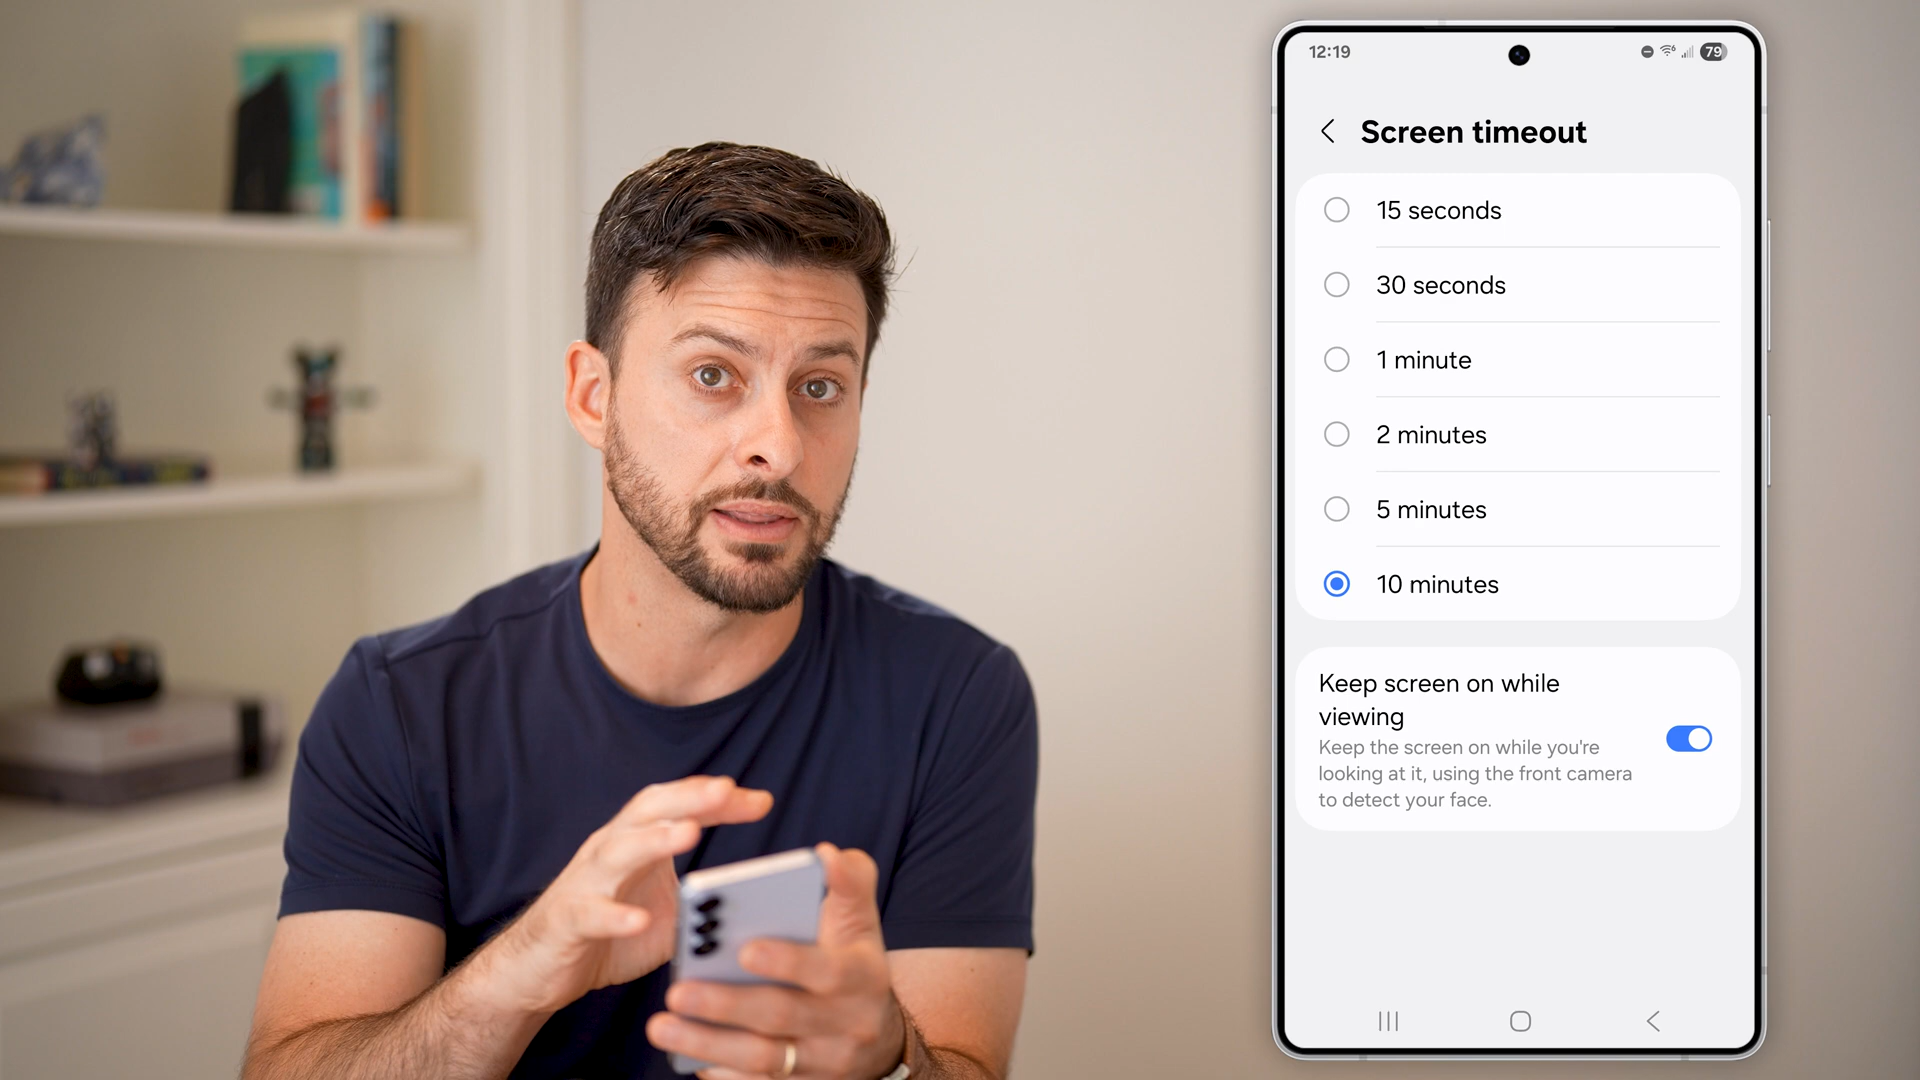 12:19
79
Screen timeout
15 seconds
30 seconds
1 minute
2 minutes
5 minutes
10 minutes
Keep screen on while
viewing
Keep the screen on while you're
looking at it, using the front camera
to detect your face.